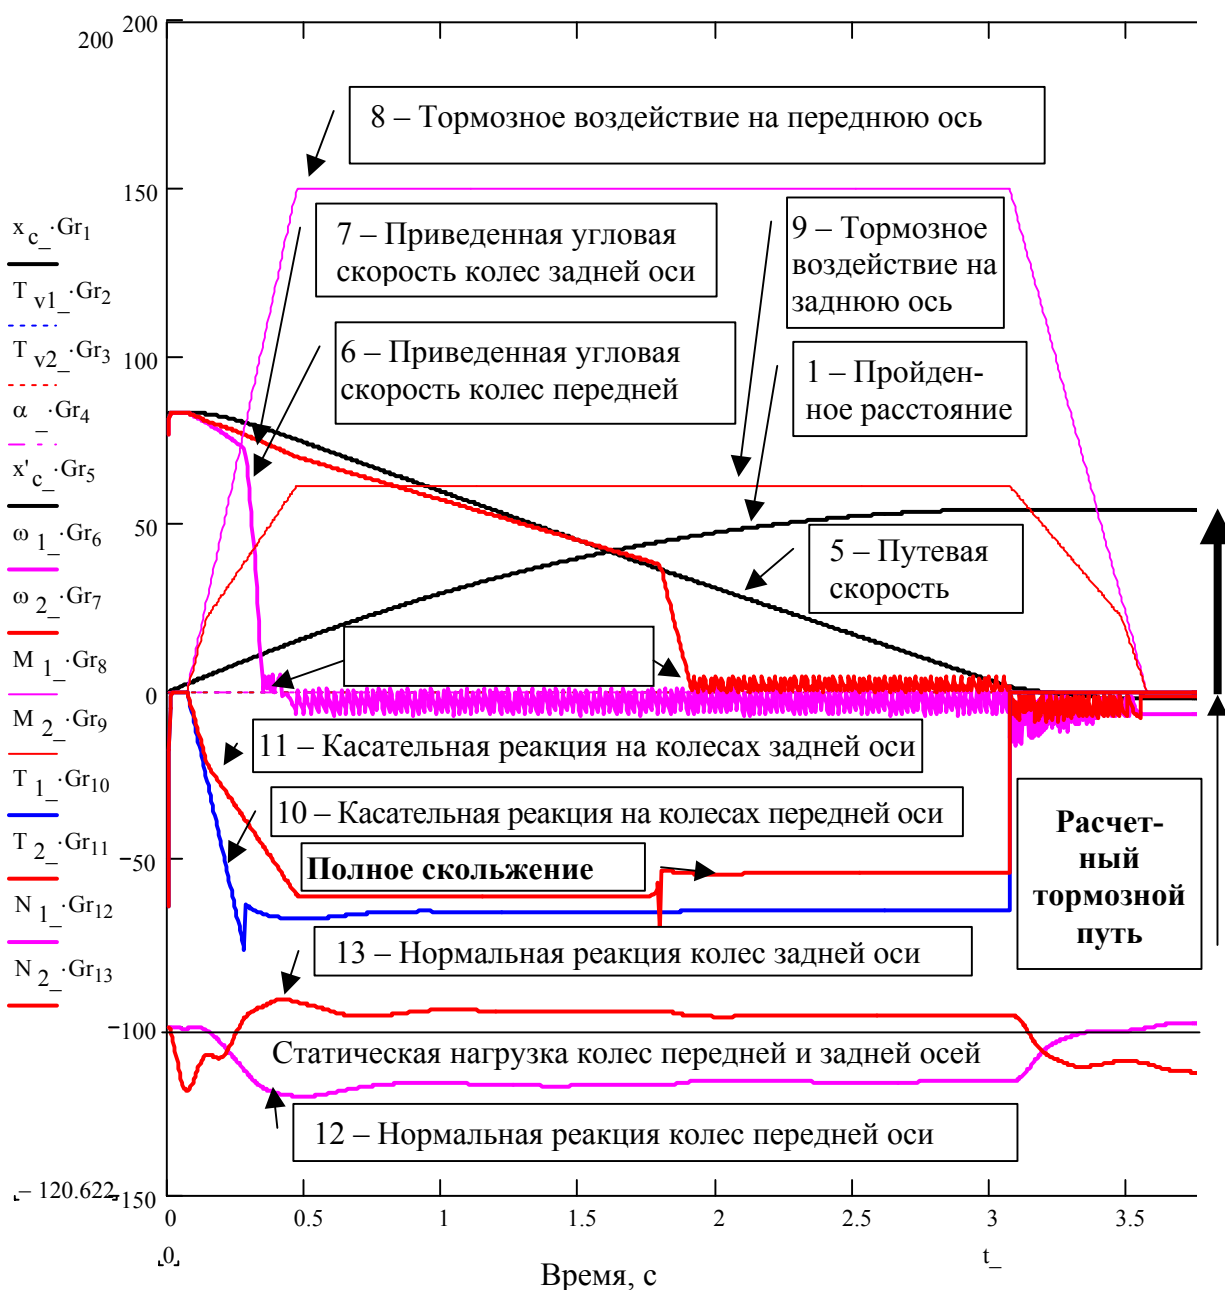 200
200
150
100
50
0
−50
−100
−150
− 120.622
x c_·Gr1
T v1_·Gr2
T v2_·Gr3
α_·Gr4
x'c_·Gr5
ω 1_·Gr6
ω 2_·Gr7
M 1_·Gr8
M 2_·Gr9
T 1_·Gr10
T 2_·Gr11
N 1_·Gr12
N 2_·Gr13
8 – Тормозное воздействие на переднюю ось
7 – Приведенная угловая
скорость колес задней оси
9 – Тормозное
воздействие на
заднюю ось
6 – Приведенная угловая
скорость колес передней
1 – Пройден-
ное расстояние
5 – Путевая
скорость
11 – Касательная реакция на колесах задней оси
10 – Касательная реакция на колесах передней оси
Полное скольжение
Расчет-
ный
тормозной
путь
13 – Нормальная реакция колес задней оси
Статическая нагрузка колес передней и задней осей
12 – Нормальная реакция колес передней оси
0
0.5
1
1.5
2
2.5
3
3.5
0
t_
Время, с